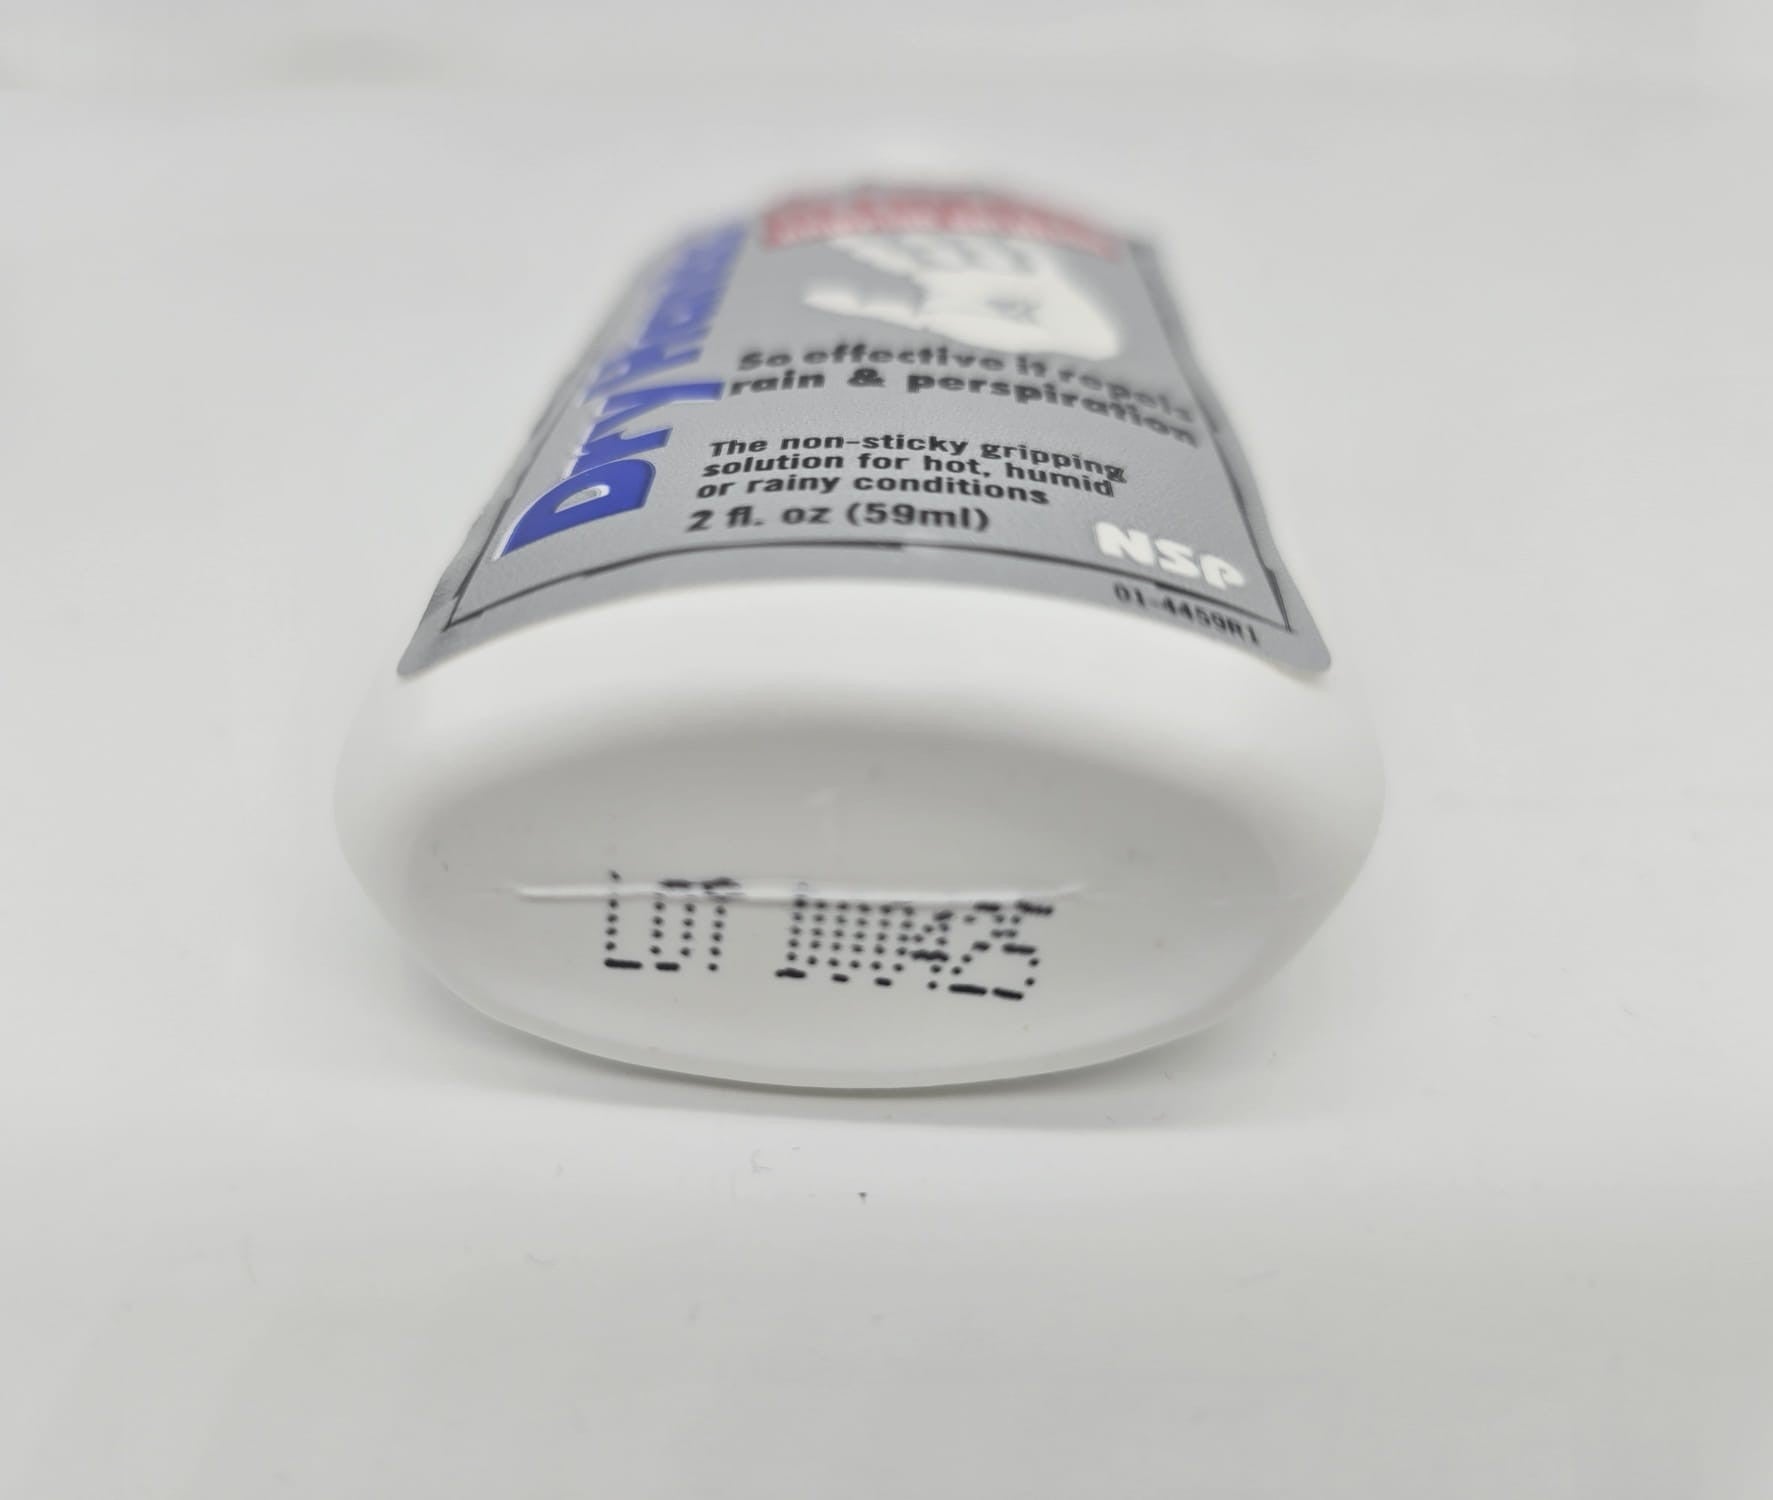 Dry
So effective it repels
rain & perspiration
The non-sticky gripping
solution for hot, humid
or rainy conditions
2 fl. oz (59ml)
NSP
01-4459R1
LOT